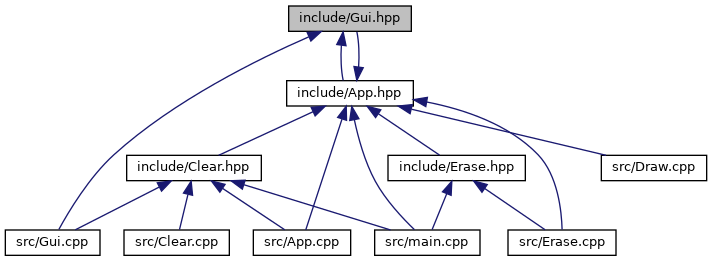 include/Gui.hpp
include/App.hpp
include/Clear.hpp
include/Erase.hpp
src/Draw.cpp
src/Gui.cpp
src/Clear.cpp
src/App.cpp
src/main.cpp
src/Erase.cpp